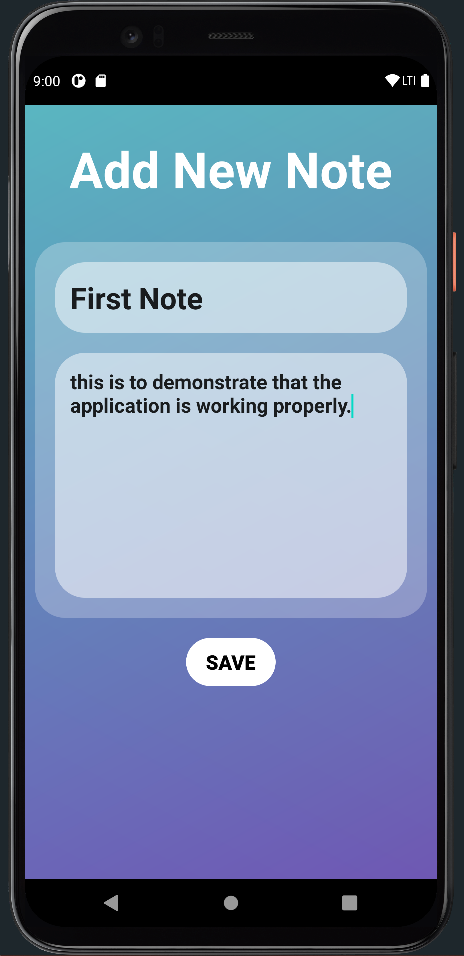 9:00 LTE
Add New Note
First Note
this is to demonstrate that the
application is working properly.
SAVE